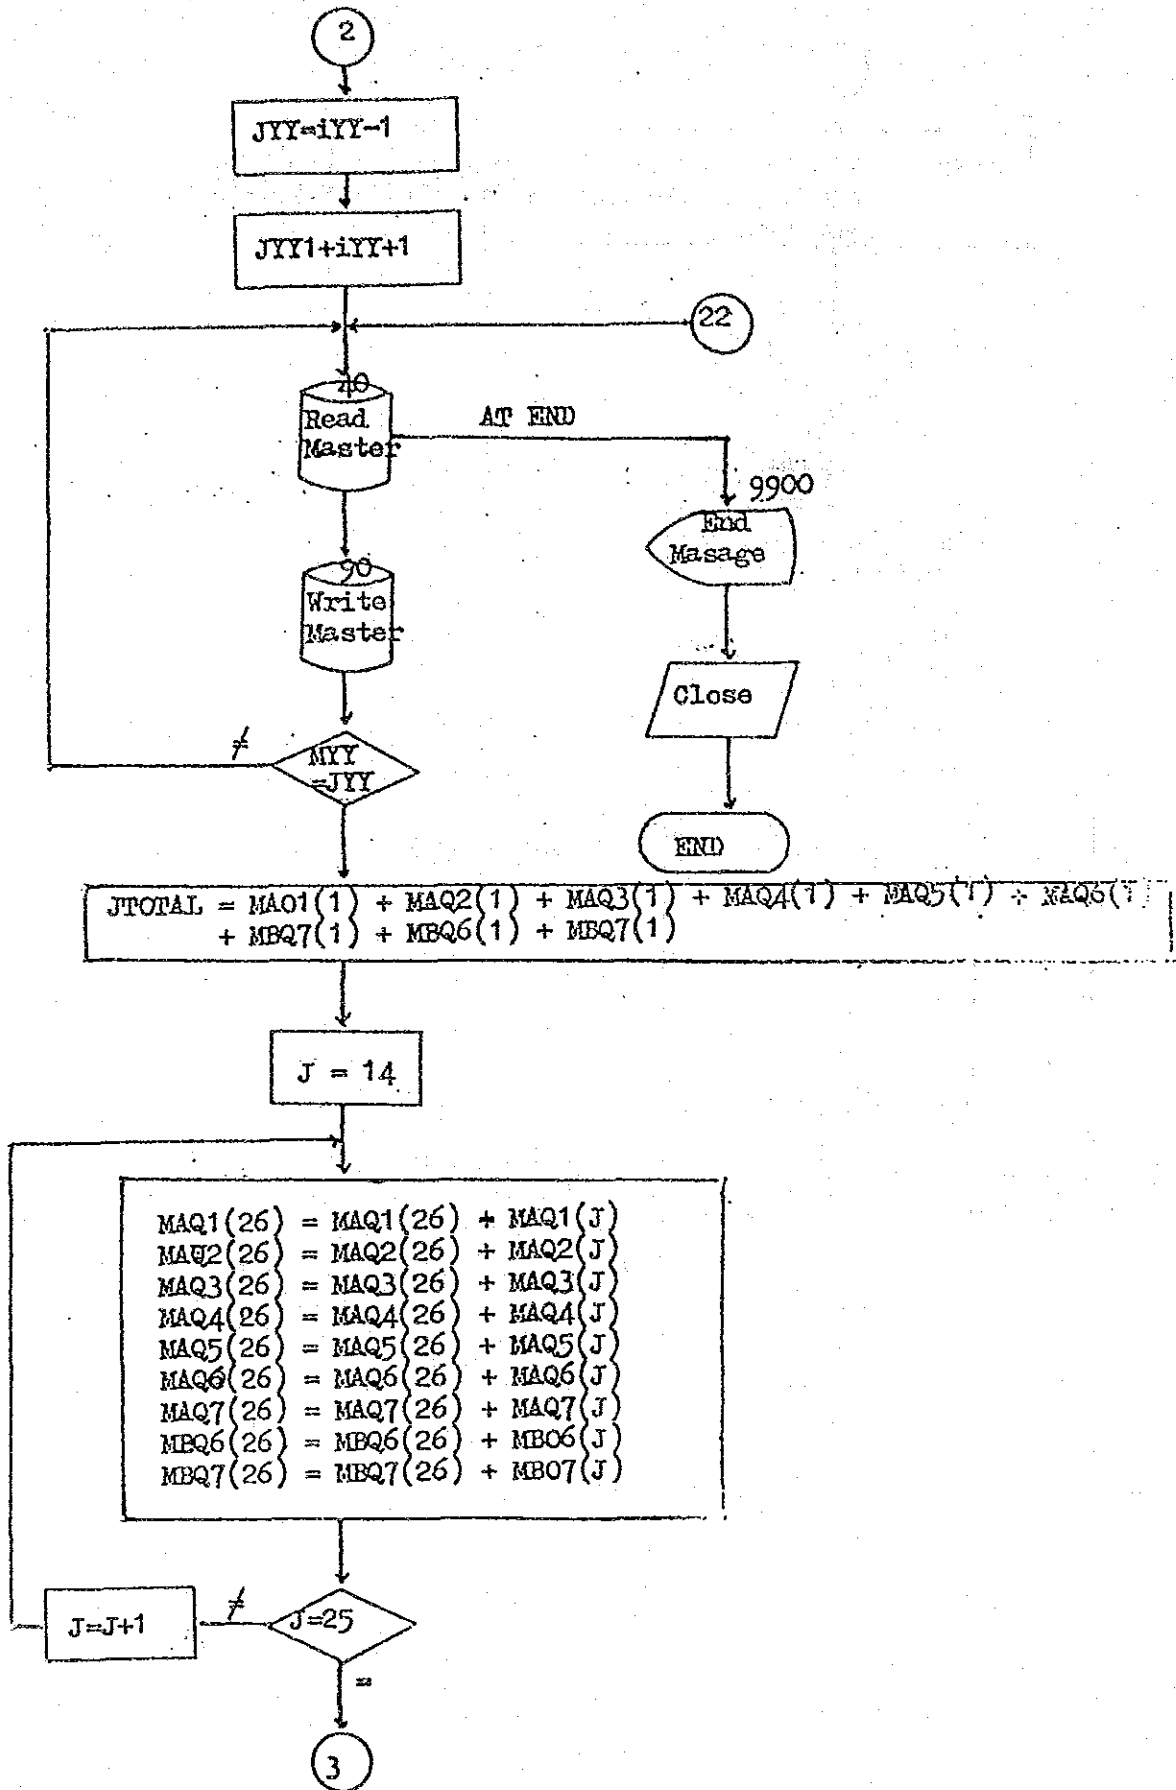 2
JYY=iYY-1
JYY1+iYY+1
22
40
Read
Master
AT END
9900
End
Masage
90
Write
Master
Close
≠
MYY
=JYY
END
JTOTAL = MAO1(1) + MAQ2(1) + MAQ3(1) + MAQ4(1) + MAQ5(1) + MAQ6(1)
+ MBQ7(1) + MBQ6(1) + MBQ7(1)
J = 14
MAQ1(26) = MAQ1(26) + MAQ1(J)
MAQ2(26) = MAQ2(26) + MAQ2(J)
MAQ3(26) = MAQ3(26) + MAQ3(J)
MAQ4(26) = MAQ4(26) + MAQ4(J)
MAQ5(26) = MAQ5(26) + MAQ5(J)
MAQ6(26) = MAQ6(26) + MAQ6(J)
MAQ7(26) = MAQ7(26) + MAQ7(J)
MBQ6(26) = MBQ6(26) + MBO6(J)
MBQ7(26) = MBQ7(26) + MBO7(J)
J=J+1
≠
J=25
=
3